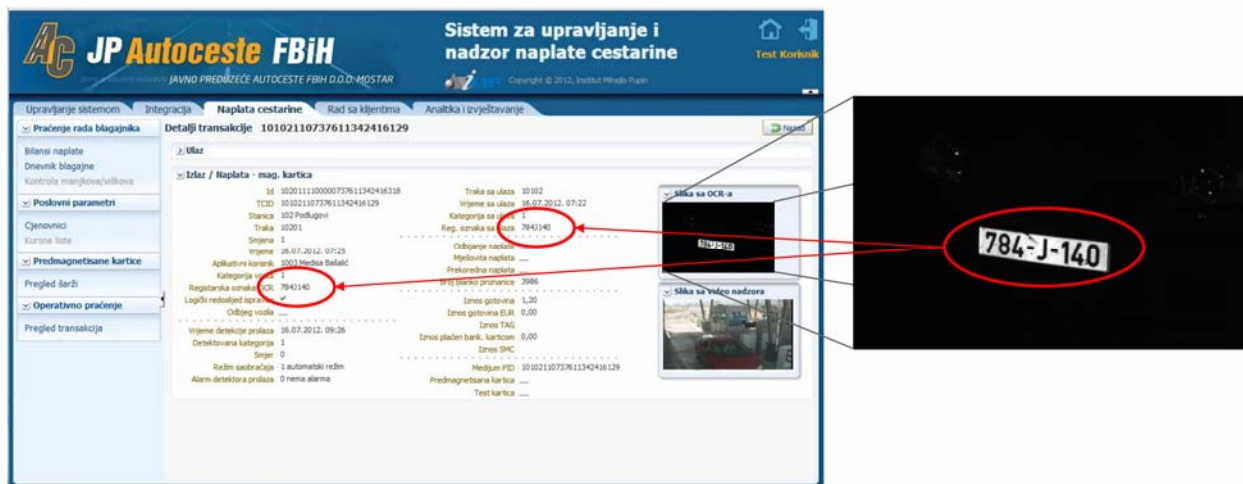 AC JP Autoceste FBiH
JAVNO PREDUZEĆE AUTOCESTE FBIH D.O.O. MOSTAR
Sistem za upravljanje i
nadzor naplate cestarine
Copyright © 2012, Institut Mihajlo Pupin
Test Korisnik
Upravljanje sistemom Integracija Naplata cestarine Rad sa klijentima Analitika i izvještavanje
Praćenje rada blagajnika
Bilansi naplate
Dnevnik blagajne
Kontrola manjkova/viškova
Poslovni parametri
Cjenovnici
Kursne liste
Predmagnetisane kartice
Pregled šarži
Operativno praćenje
Pregled transakcija
Detalji transakcije 10102110737611342416129
Nazad
Ulaz
Izlaz / Naplata - mag. kartica
Id 1020111100000737611342416318
TCID 10102110737611342416129
Stanica 102 Podlugovi
Traka 10201
Smjena 1
Vrijeme 16.07.2012. 07:25
Aplikativni korisnik 1003 Medisa Bašalić
Kategorija vozila 1
Registarska oznaka OCR 784J140
Logički redoslijed ispravan
Odbjeg vozila __
Vrijeme detekcije prolaza 16.07.2012. 09:26
Detektovana kategorija 1
Smjer 0
Režim saobraćaja 1 automatski režim
Alarm detektora prolaza 0 nema alarma
Traka sa ulaza 10102
Vrijeme sa ulaza 16.07.2012. 07:22
Kategorija sa ulaza 1
Reg. oznaka sa ulaza 784J140
Odbijanje naplate __
Mješovita naplata __
Prekoredna naplata __
Broj blanko priznanice 3986
Iznos gotovina 1,20
Iznos gotovina EUR 0,00
Iznos TAG
Iznos plaćen bank. karticom 0,00
Iznos SMC
Medijum PID 10102110737611342416129
Predmagnetisana kartica __
Test kartica __
Slika sa OCR-a
784-J-140
Slika sa video nadzora
784-J-140